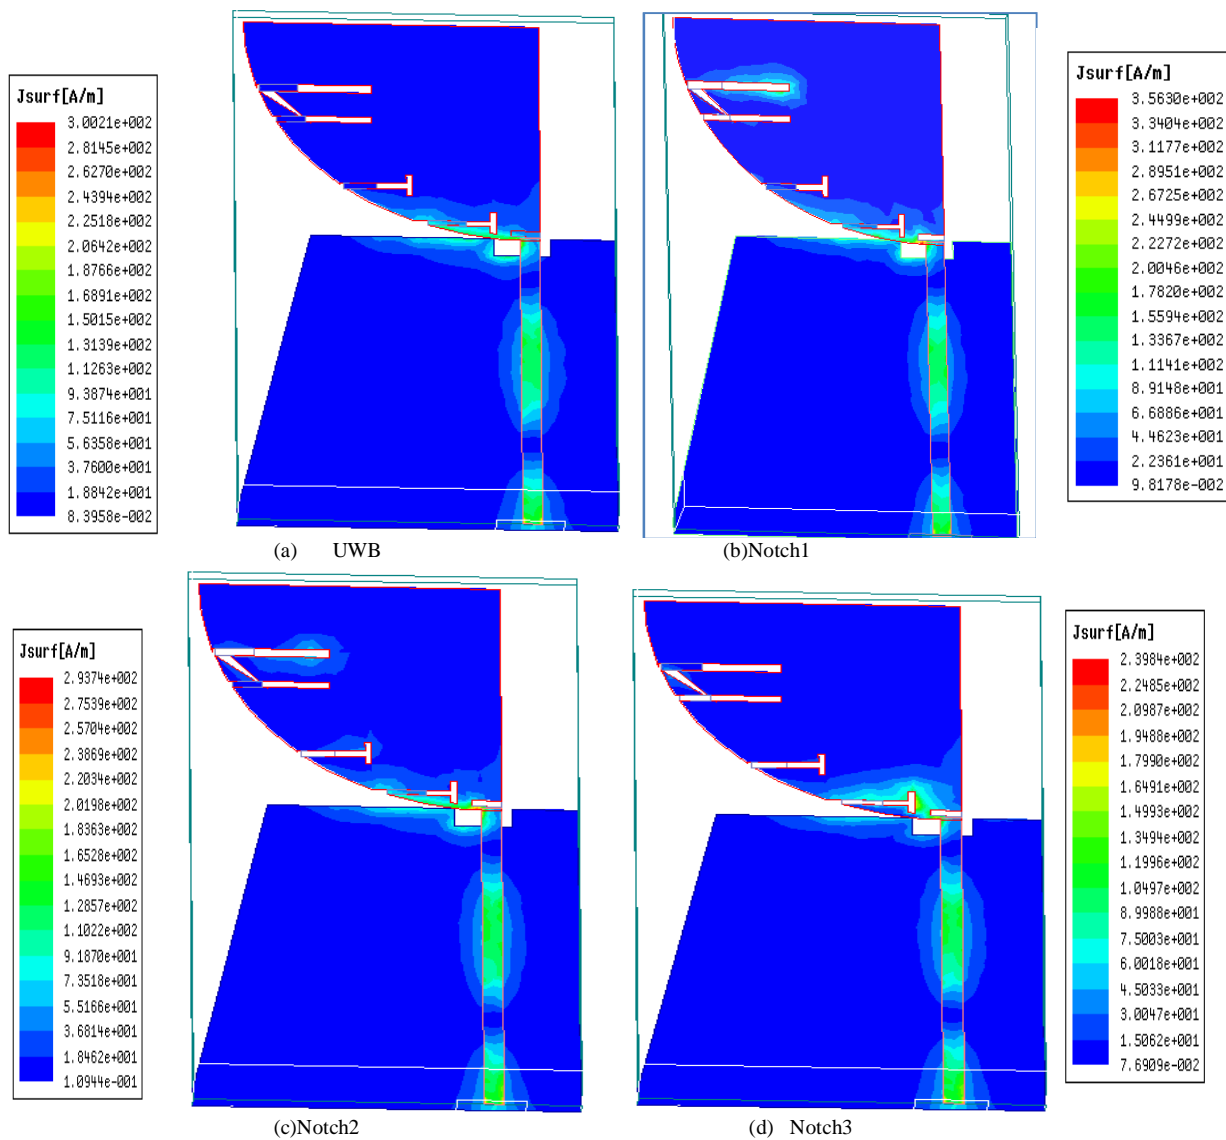 Jsurf[A/m]
3.0021e+002
2.8145e+002
2.6270e+002
2.4394e+002
2.2518e+002
2.0642e+002
1.8766e+002
1.6891e+002
1.5015e+002
1.3139e+002
1.1263e+002
9.3874e+001
7.5116e+001
5.6358e+001
3.7600e+001
1.8842e+001
8.3958e-002
(a) UWB
Jsurf[A/m]
3.5630e+002
3.3404e+002
3.1177e+002
2.8951e+002
2.6725e+002
2.4499e+002
2.2272e+002
2.0046e+002
1.7820e+002
1.5594e+002
1.3367e+002
1.1141e+002
8.9148e+001
6.6886e+001
4.4623e+001
2.2361e+001
9.8178e-002
(b)Notch1
Jsurf[A/m]
2.9374e+002
2.7539e+002
2.5704e+002
2.3869e+002
2.2034e+002
2.0198e+002
1.8363e+002
1.6528e+002
1.4693e+002
1.2857e+002
1.1022e+002
9.1870e+001
7.3518e+001
5.5166e+001
3.6814e+001
1.8462e+001
1.0944e-001
(c)Notch2
Jsurf[A/m]
2.3984e+002
2.2485e+002
2.0987e+002
1.9488e+002
1.7990e+002
1.6491e+002
1.4993e+002
1.3494e+002
1.1996e+002
1.0497e+002
8.9988e+001
7.5003e+001
6.0018e+001
4.5033e+001
3.0047e+001
1.5062e+001
7.6909e-002
(d) Notch3